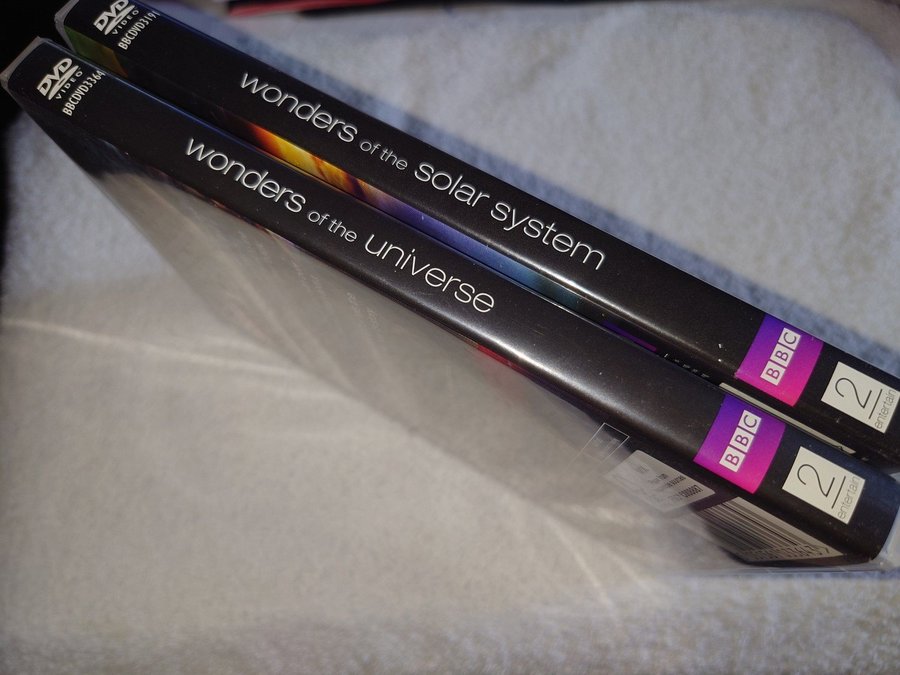 DVD
VIDEO
BBCDVD3191
wonders of the solar system
BBC
2
entertain
DVD
VIDEO
BBCDVD3364
wonders of the universe
BBC
2
entertain